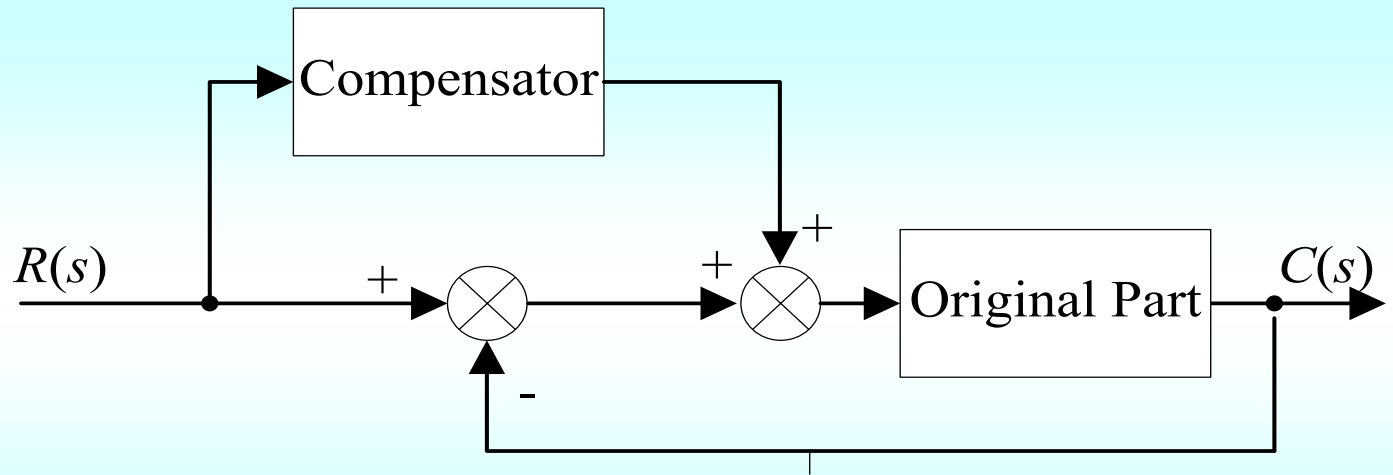 Compensator
+
R(s)
+
+
Original Part
C(s)
-